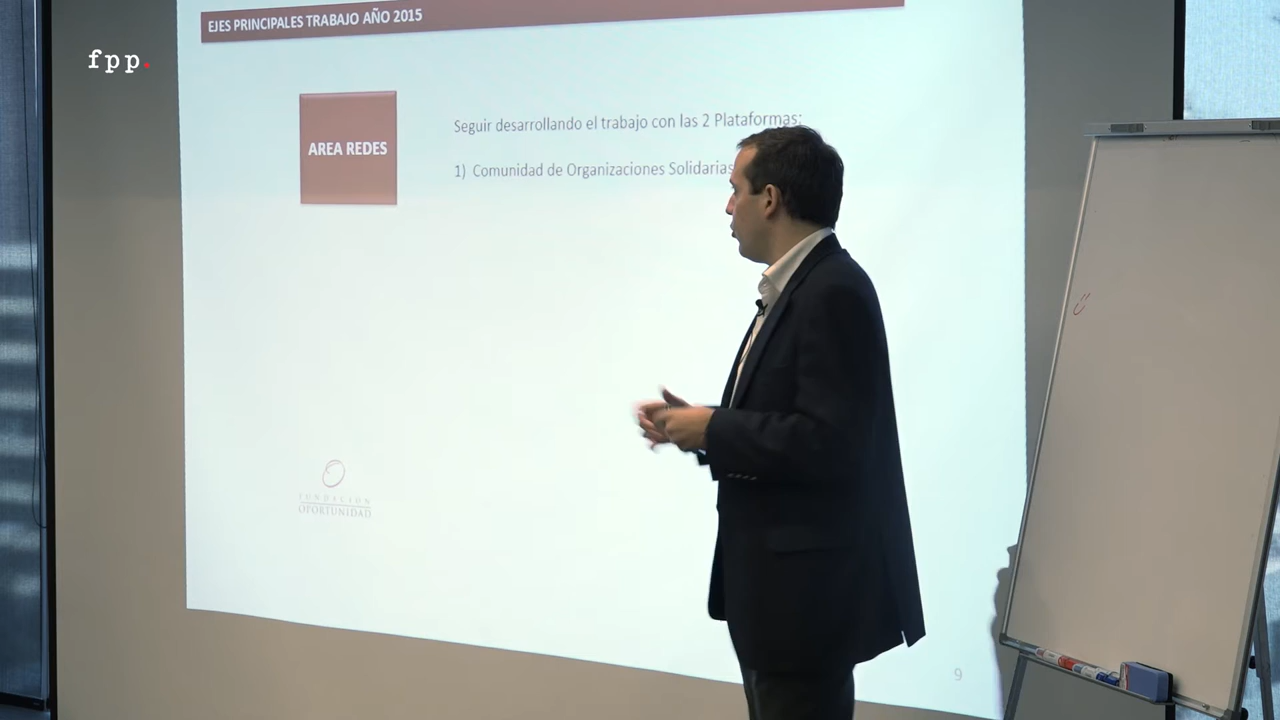 EJES PRINCIPALES TRABAJO AÑO 2015
fpp.
AREA REDES
Seguir desarrollando el trabajo con las 2 Plataformas:
1) Comunidad de Organizaciones Solidarias
FUNDACION
OPORTUNIDAD
9